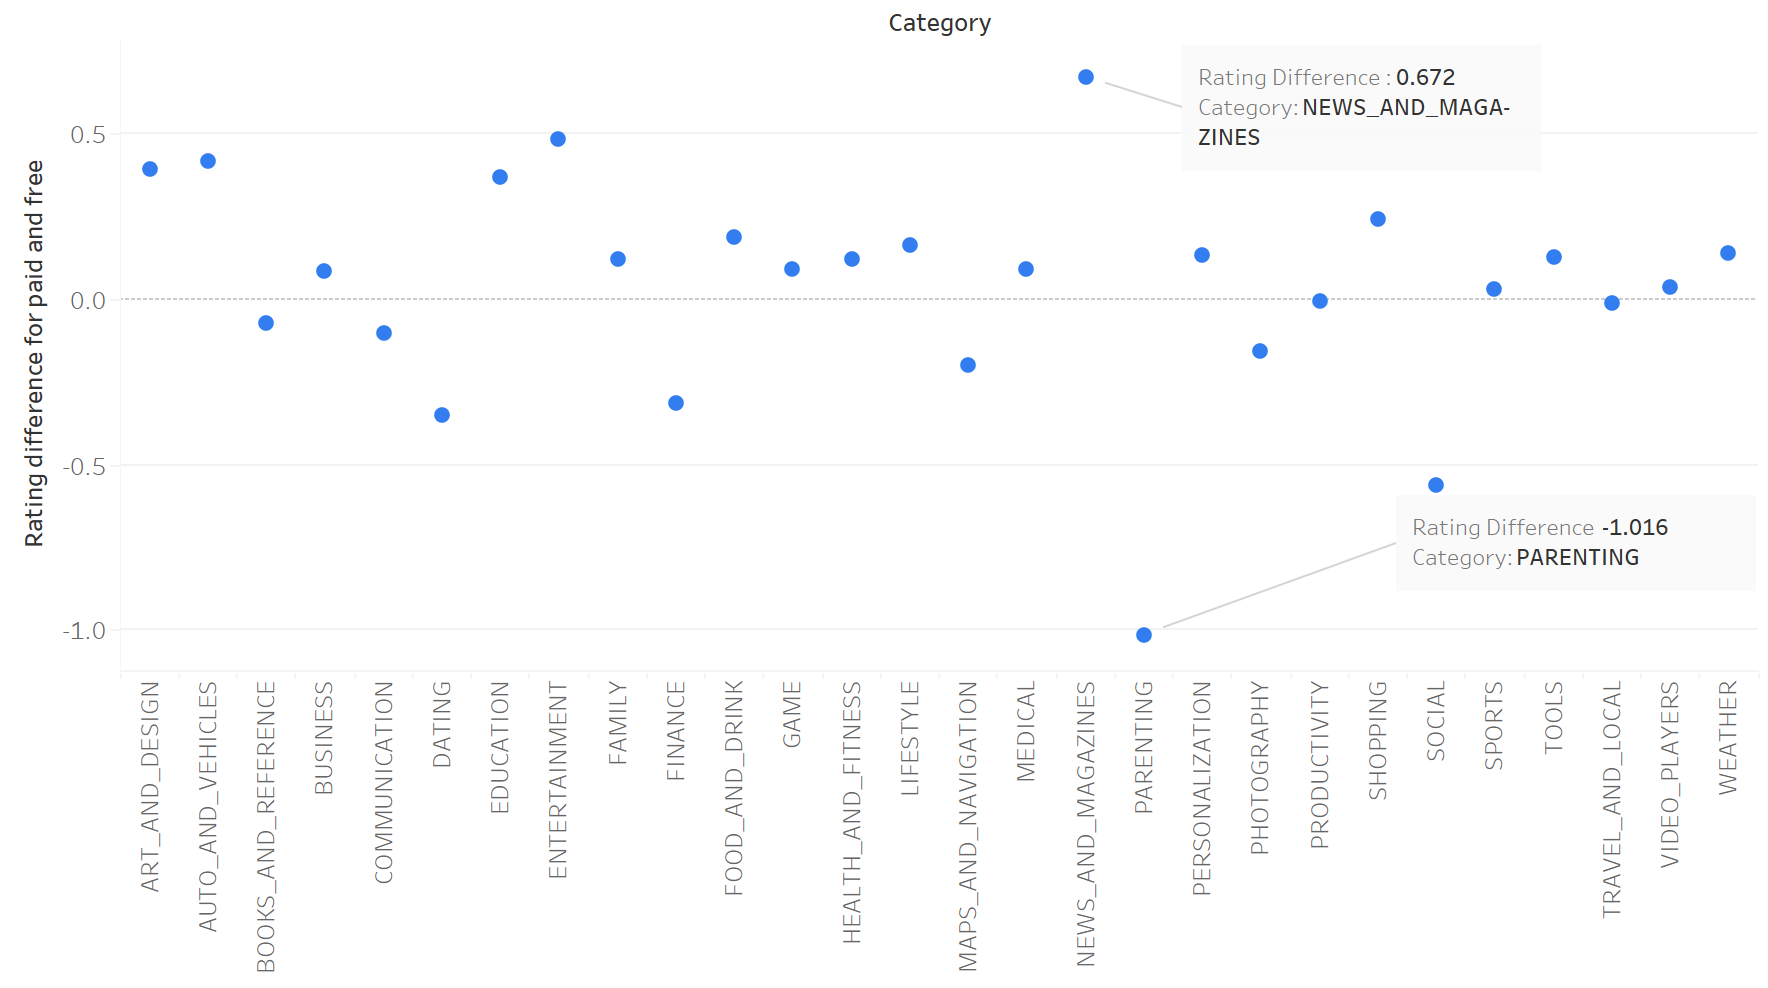 Category
Rating Difference : 0.672
Category: NEWS_AND_MAGA-
ZINES
Rating difference for paid and free
0.5
0.0
-0.5
-1.0
Rating Difference -1.016
Category: PARENTING
ART_AND_DESIGN
AUTO_AND_VEHICLES
BOOKS_AND_REFERENCE
BUSINESS
COMMUNICATION
DATING
EDUCATION
ENTERTAINMENT
FAMILY
FINANCE
FOOD_AND_DRINK
GAME
HEALTH_AND_FITNESS
LIFESTYLE
MAPS_AND_NAVIGATION
MEDICAL
NEWS_AND_MAGAZINES
PARENTING
PERSONALIZATION
PHOTOGRAPHY
PRODUCTIVITY
SHOPPING
SOCIAL
SPORTS
TOOLS
TRAVEL_AND_LOCAL
VIDEO_PLAYERS
WEATHER